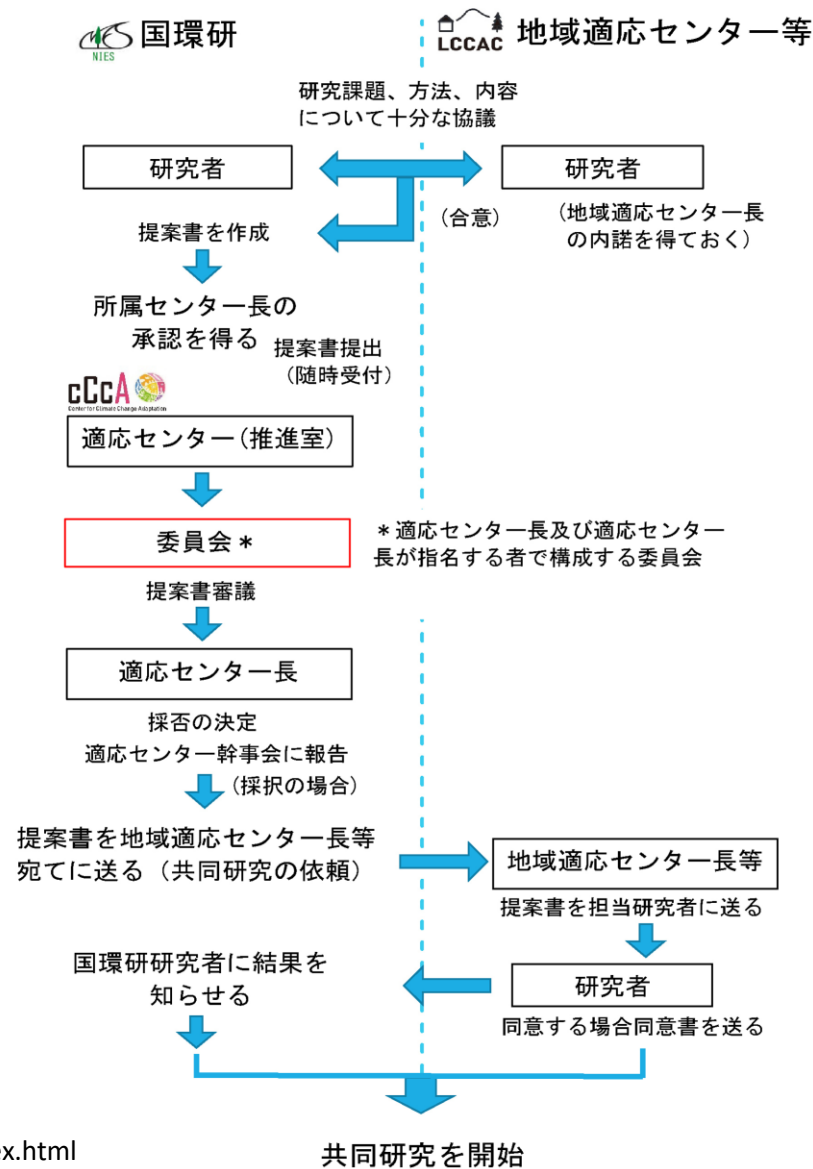 国環研
NIES
LCCAC
地域適応センター等
研究課題、方法、内容
について十分な協議
研究者
研究者
(合意)
(地域適応センター長
の内諾を得ておく)
提案書を作成
所属センター長の
承認を得る
提案書提出
(随時受付)
CCCA
Center for Climate Change Adaptation
適応センター(推進室)
委員会*
*適応センター長及び適応センター
長が指名する者で構成する委員会
提案書審議
適応センター長
採否の決定
適応センター幹事会に報告
(採択の場合)
提案書を地域適応センター長等
宛てに送る(共同研究の依頼)
地域適応センター長等
提案書を担当研究者に送る
国環研研究者に結果を
知らせる
研究者
同意する場合同意書を送る
ex.html
共同研究を開始